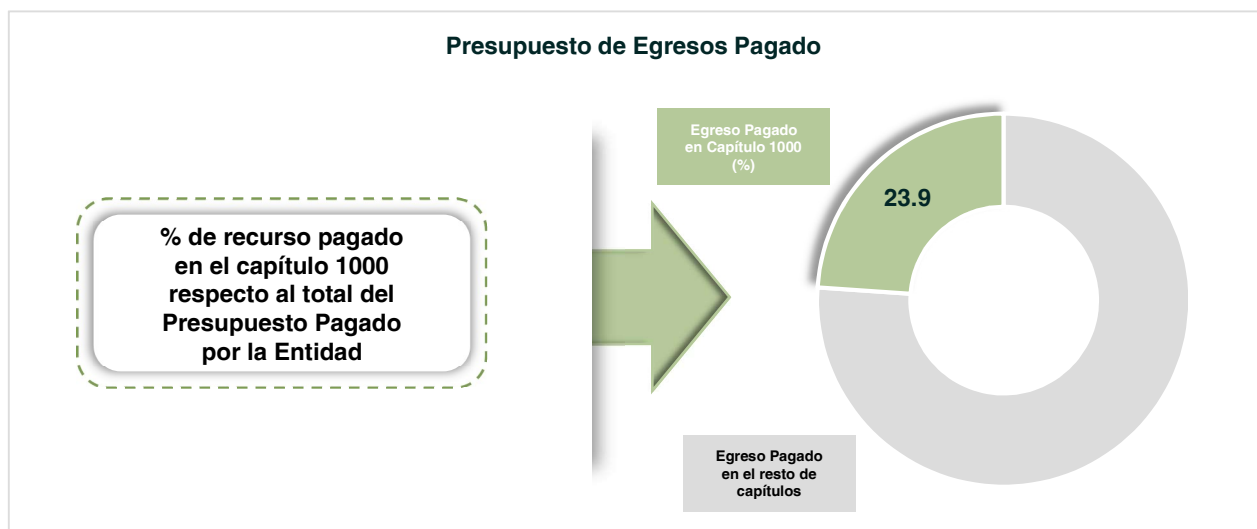 Presupuesto de Egresos Pagado
% de recurso pagado
en el capítulo 1000
respecto al total del
Presupuesto Pagado
por la Entidad
Egreso Pagado
en Capítulo 1000
(%)
23.9
Egreso Pagado
en el resto de
capítulos